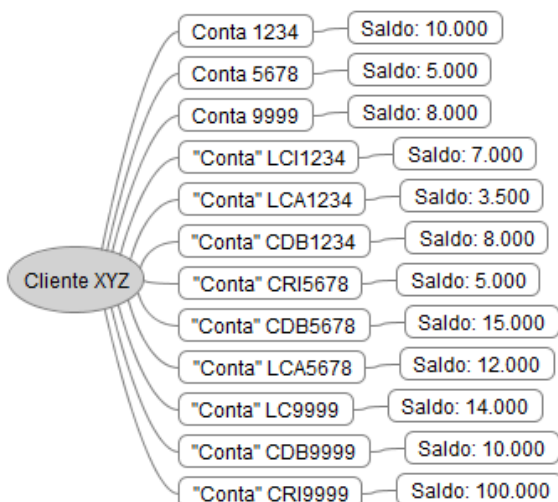 Conta 1234 Saldo: 10.000
Conta 5678 Saldo: 5.000
Conta 9999 Saldo: 8.000
"Conta" LCI1234 Saldo: 7.000
"Conta" LCA1234 Saldo: 3.500
"Conta" CDB1234 Saldo: 8.000
Cliente XYZ
"Conta" CRI5678 Saldo: 5.000
"Conta" CDB5678 Saldo: 15.000
"Conta" LCA5678 Saldo: 12.000
"Conta" LC9999 Saldo: 14.000
"Conta" CDB9999 Saldo: 10.000
"Conta" CRI9999 Saldo: 100.000